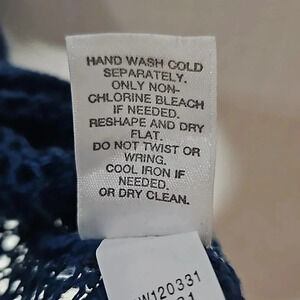 HAND WASH COLD
SEPARATELY.
ONLY NON-
CHLORINE BLEACH
IF NEEDED.
RESHAPE AND DRY
FLAT.
DO NOT TWIST OR
WRING.
COOL IRON IF
NEEDED.
OR DRY CLEAN.
W120331